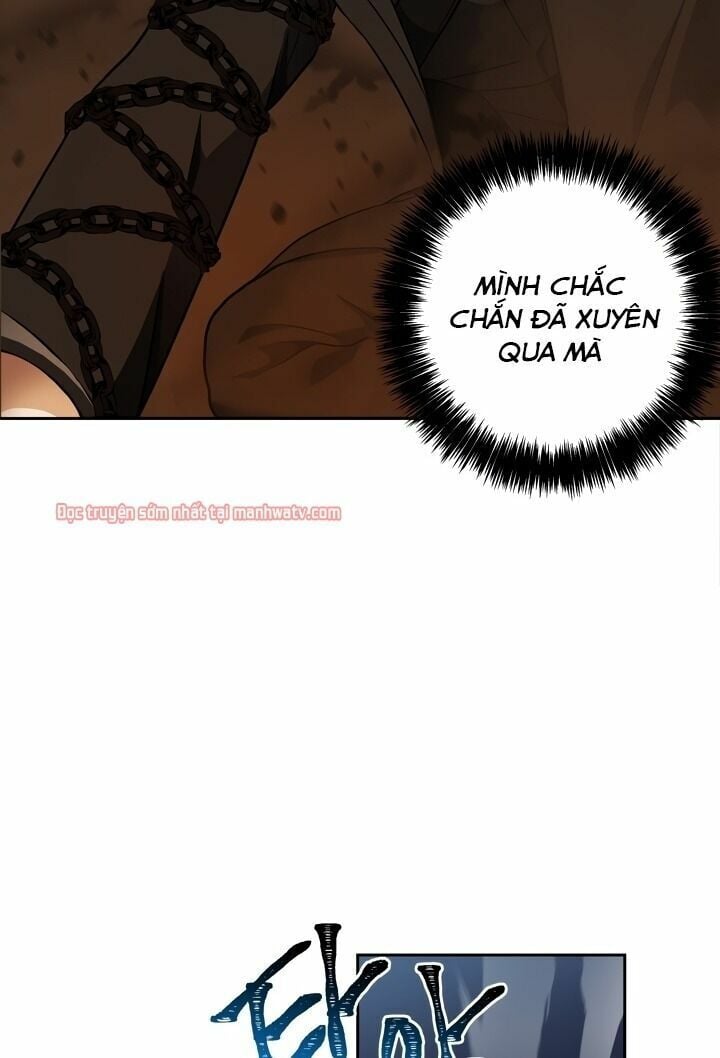 MÌNH CHẮC
CHẮN ĐÃ XUYÊN
QUA MÀ
Đọc truyện sớm nhất tại manhwatv.com